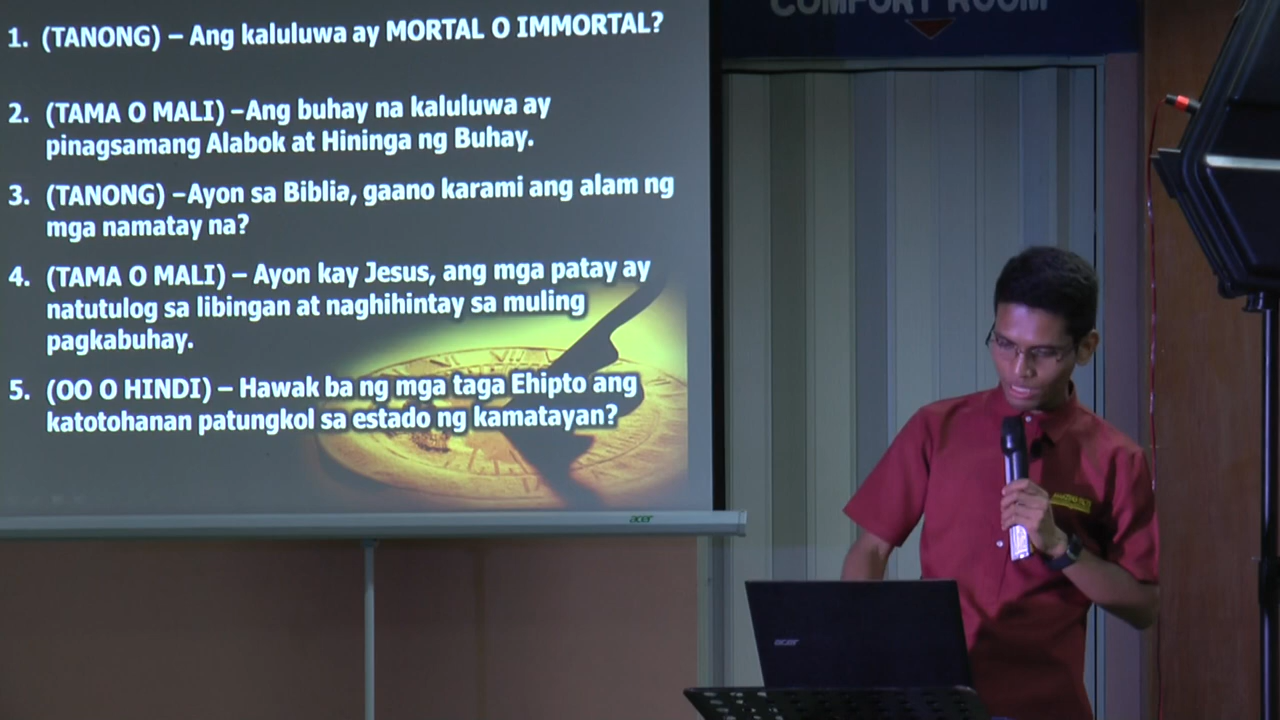 COMFORT ROOM
1. (TANONG) – Ang kaluluwa ay MORTAL O IMMORTAL?
2. (TAMA O MALI) –Ang buhay na kaluluwa ay
pinagsamang Alabok at Hininga ng Buhay.
3. (TANONG) –Ayon sa Biblia, gaano karami ang alam ng
mga namatay na?
4. (TAMA O MALI) – Ayon kay Jesus, ang mga patay ay
natutulog sa libingan at naghihintay sa muling
pagkabuhay.
5. (OO O HINDI) – Hawak ba ng mga taga Ehipto ang
katotohanan patungkol sa estado ng kamatayan?
acer
acer